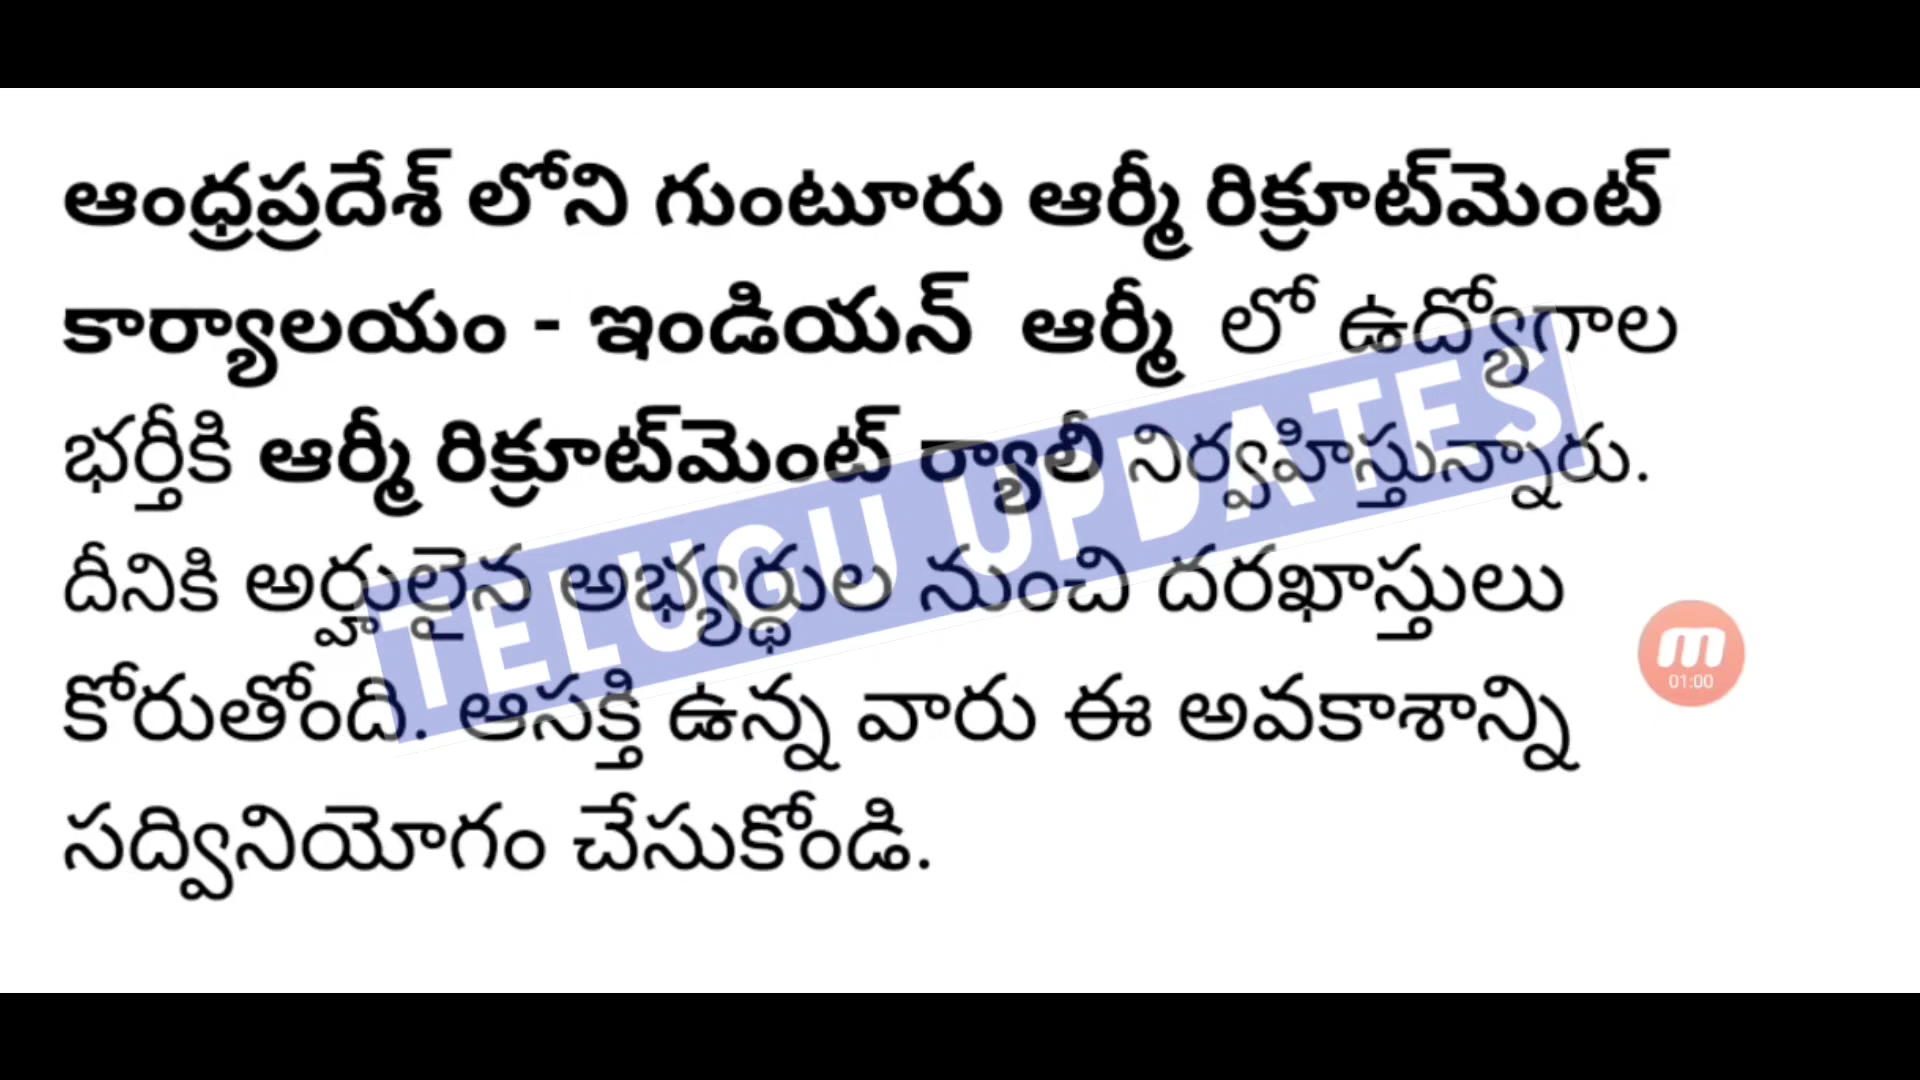 ఆంధ్రప్రదేశ్ లోని గుంటూరు ఆర్మీ రిక్రూట్‌మెంట్
కార్యాలయం - ఇండియన్ ఆర్మీ లో ఉద్యోగాల
భర్తీకి ఆర్మీ రిక్రూట్‌మెంట్ ర్యాలీ నిర్వహిస్తున్నారు.
దీనికి అర్హులైన అభ్యర్థుల నుంచి దరఖాస్తులు
కోరుతోంది. ఆసక్తి ఉన్న వారు ఈ అవకాశాన్ని
సద్వినియోగం చేసుకోండి.
TELUGU UPDATES
m
01:00